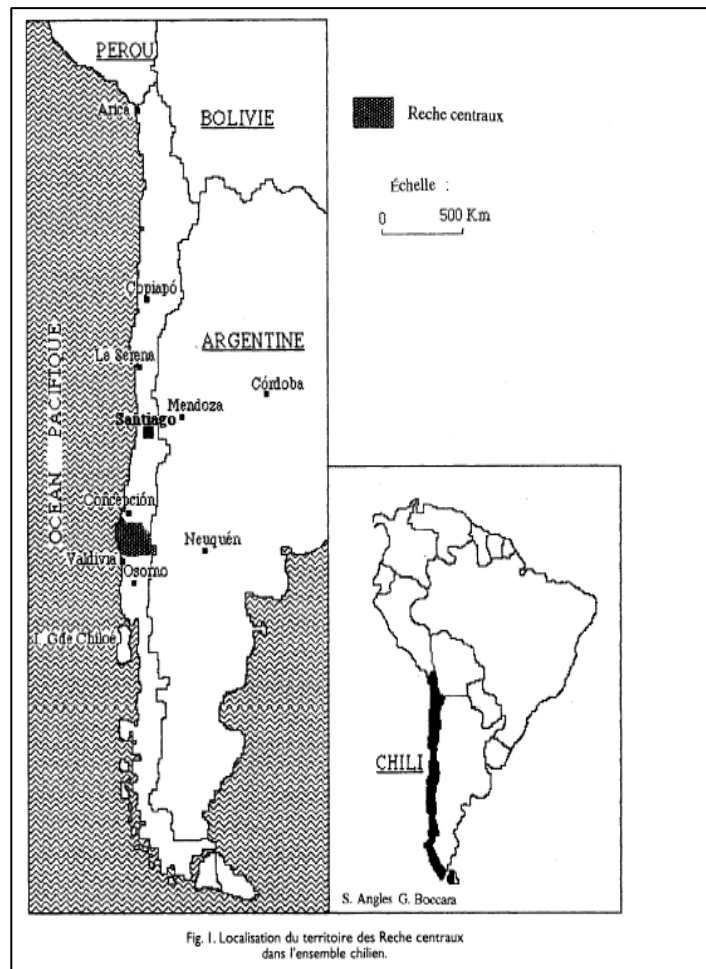 PEROU
Arica
BOLIVIE
Reche centraux
Échelle :
0 500 Km
Copiapó
ARGENTINE
La Serena
Córdoba
Mendoza
Santiago
OCEAN PACIFIQUE
Concepción
Neuquén
Valdivia
Osorno
I. Gde Chiloé
CHILI
S. Angles G. Boccara
Fig. 1. Localisation du territoire des Reche centraux
dans l'ensemble chilien.